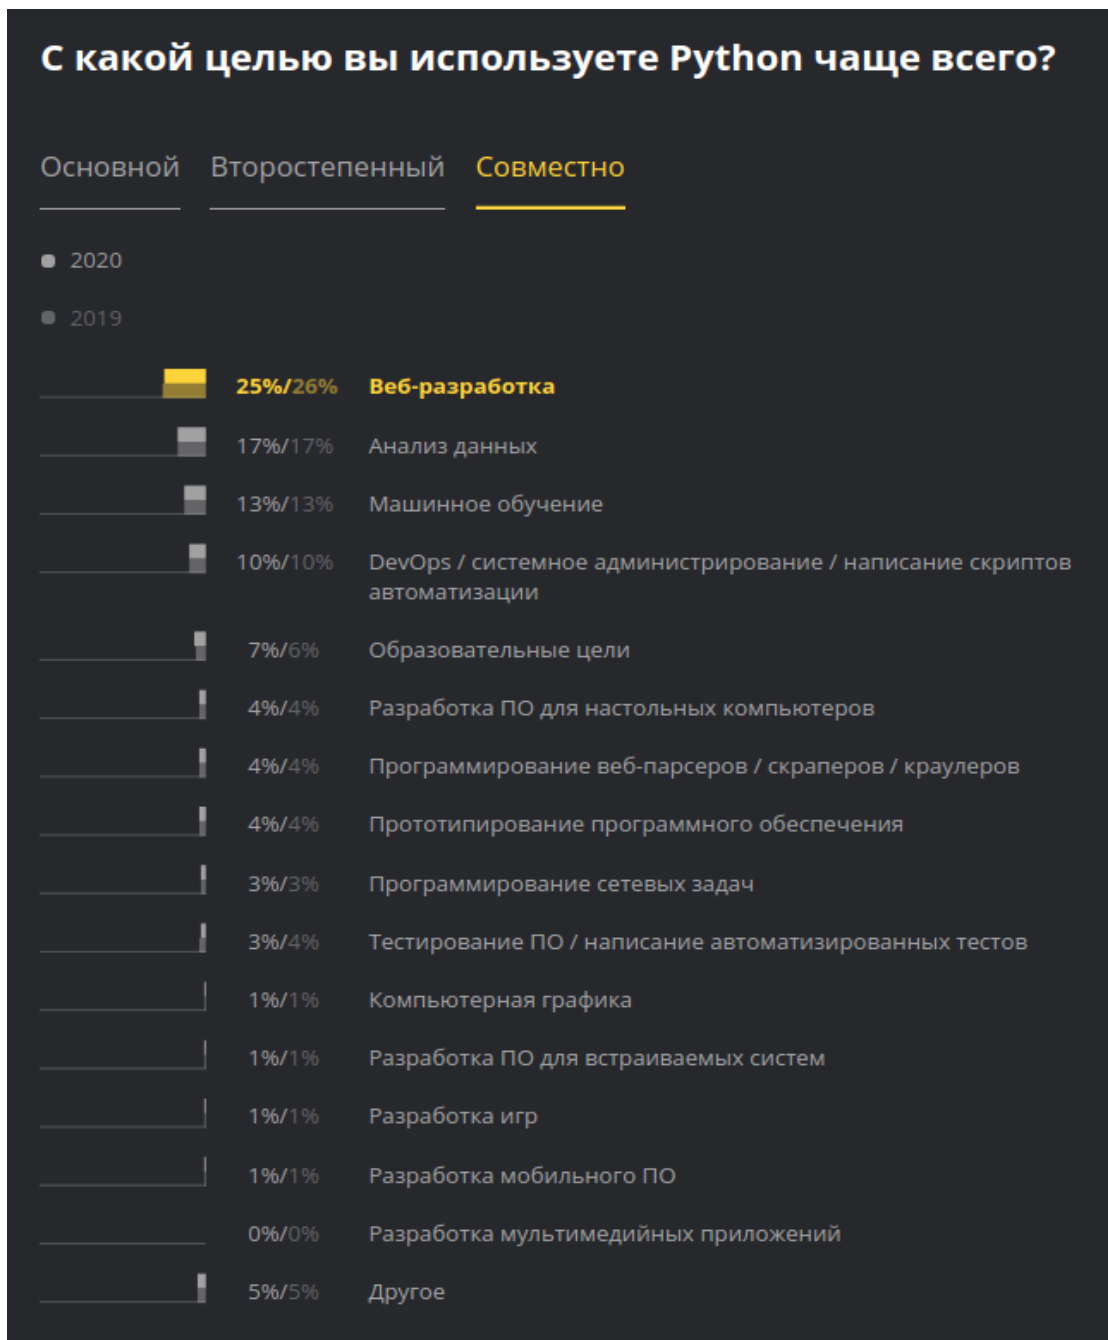 С какой целью вы используете Python чаще всего?
Основной Второстепенный Совместно
2020
2019
25%/26% Веб-разработка
17%/17% Анализ данных
13%/13% Машинное обучение
10%/10% DevOps / системное администрирование / написание скриптов
автоматизации
7%/6% Образовательные цели
4%/4% Разработка ПО для настольных компьютеров
4%/4% Программирование веб-парсеров / скраперов / краулеров
4%/4% Прототипирование программного обеспечения
3%/3% Программирование сетевых задач
3%/4% Тестирование ПО / написание автоматизированных тестов
1%/1% Компьютерная графика
1%/1% Разработка ПО для встраиваемых систем
1%/1% Разработка игр
1%/1% Разработка мобильного ПО
0%/0% Разработка мультимедийных приложений
5%/5% Другое